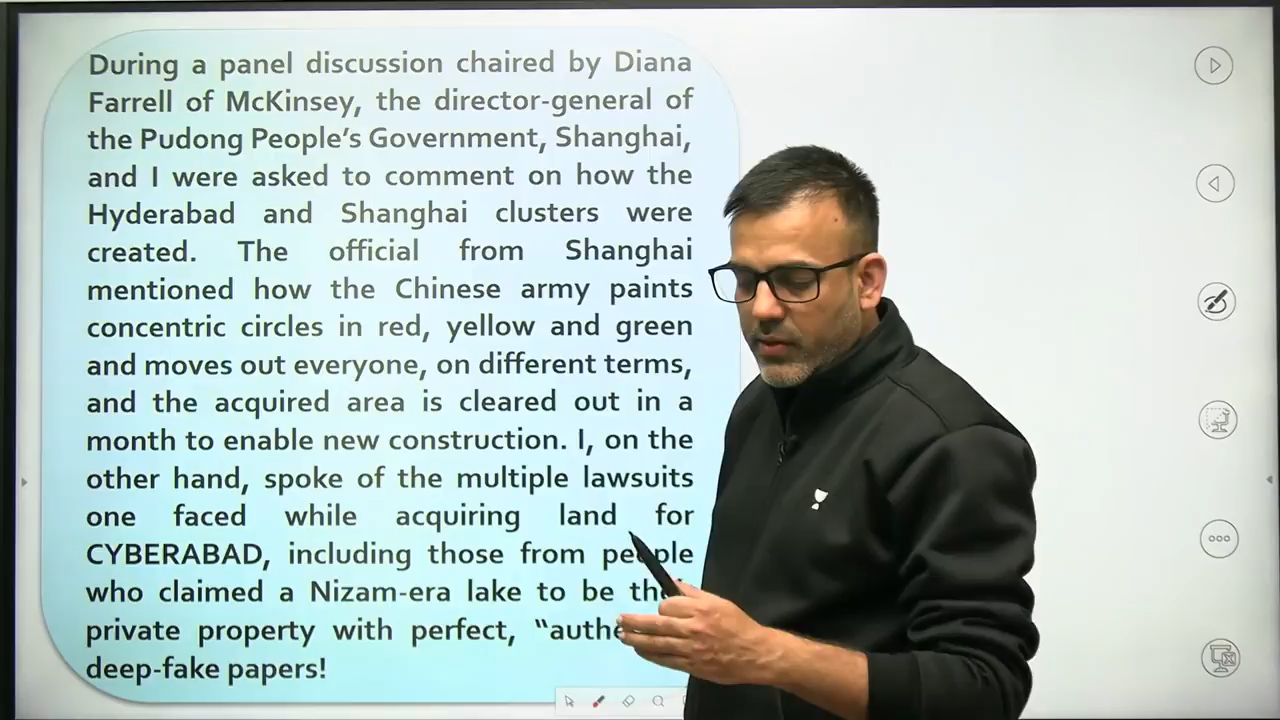 During a panel discussion chaired by Diana
Farrell of McKinsey, the director-general of
the Pudong People’s Government, Shanghai,
and I were asked to comment on how the
Hyderabad and Shanghai clusters were
created. The official from Shanghai
mentioned how the Chinese army paints
concentric circles in red, yellow and green
and moves out everyone, on different terms,
and the acquired area is cleared out in a
month to enable new construction. I, on the
other hand, spoke of the multiple lawsuits
one faced while acquiring land for
CYBERABAD, including those from people
who claimed a Nizam-era lake to be
private property with perfect,
deep-fake papers!